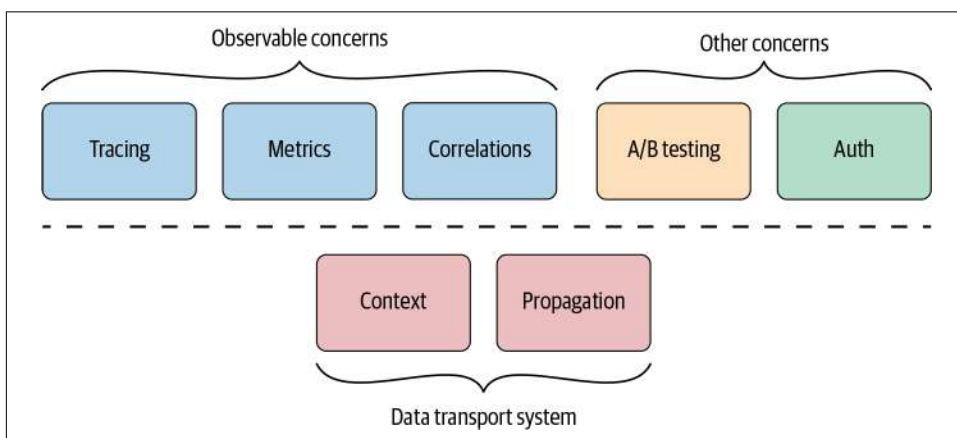 Observable concerns
Other concerns
Tracing
Metrics
Correlations
A/B testing
Auth
Context
Propagation
Data transport system